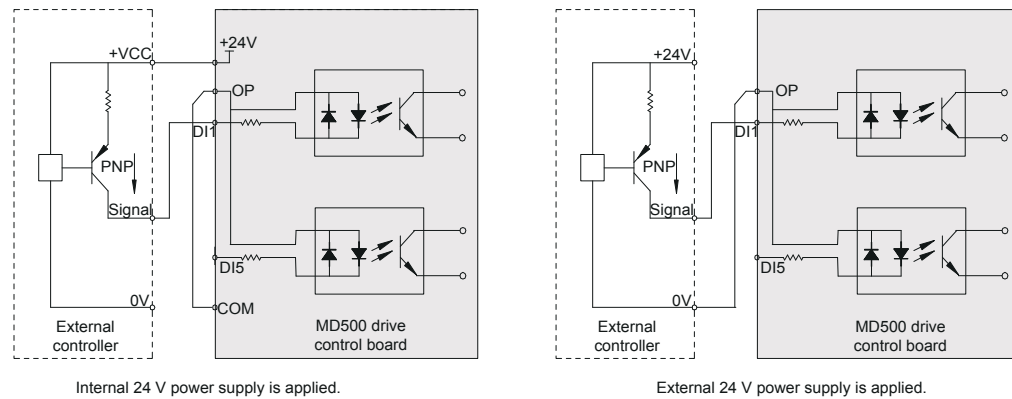 +VCC
+24V
OP
DI1
PNP
Signal
DI5
0V
COM
External
controller
MD500 drive
control board
Internal 24 V power supply is applied.
+24V
OP
DI1
PNP
Signal
DI5
0V
External
controller
MD500 drive
control board
External 24 V power supply is applied.